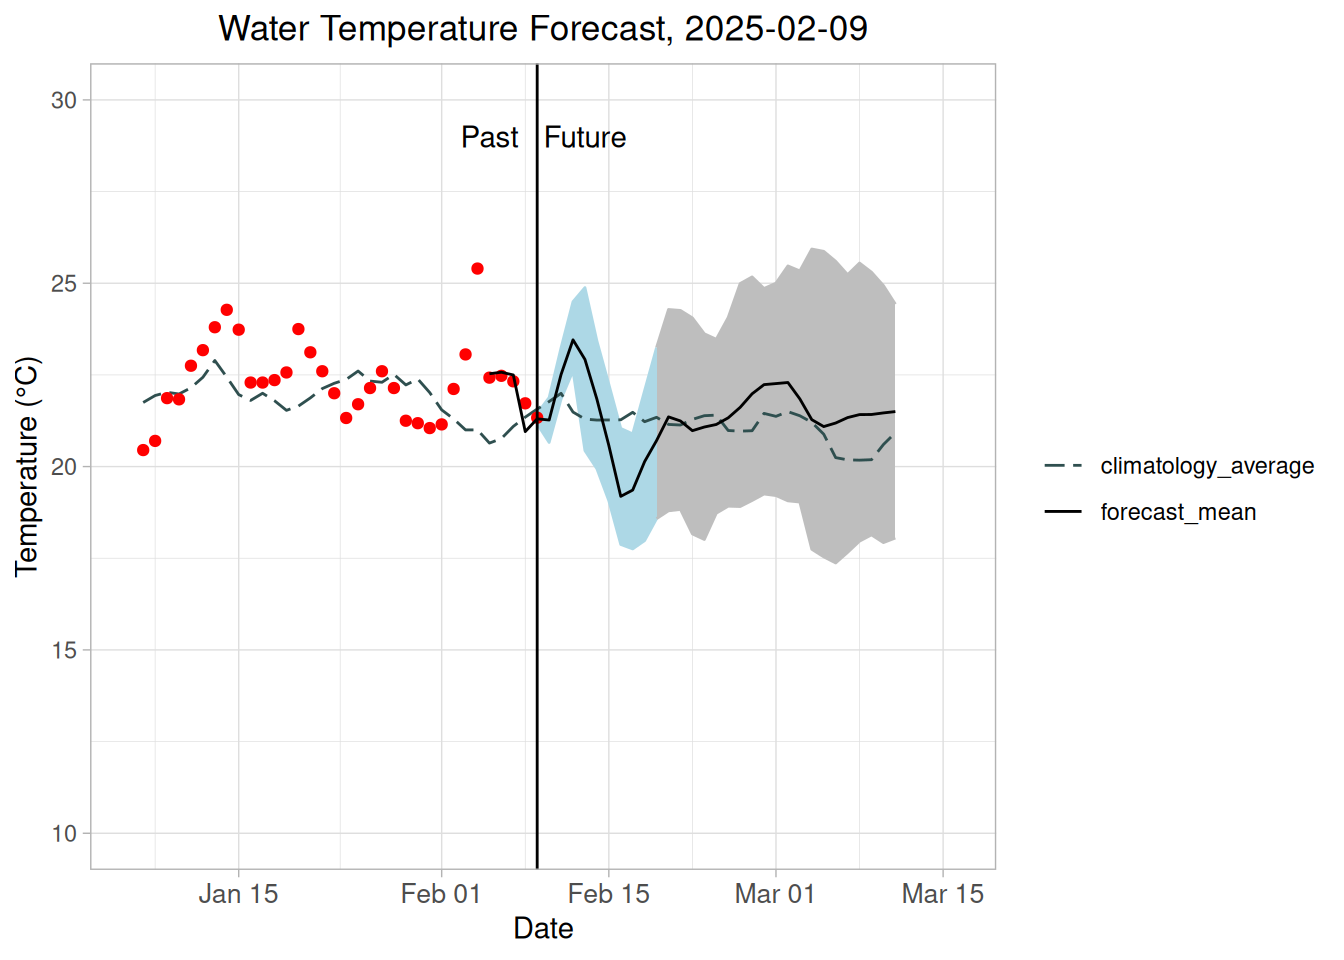 Water Temperature Forecast, 2025-02-09
Temperature (°C)
30
25
20
15
10
Past
Future
Jan 15
Feb 01
Feb 15
Mar 01
Mar 15
Date
climatology_average
forecast_mean